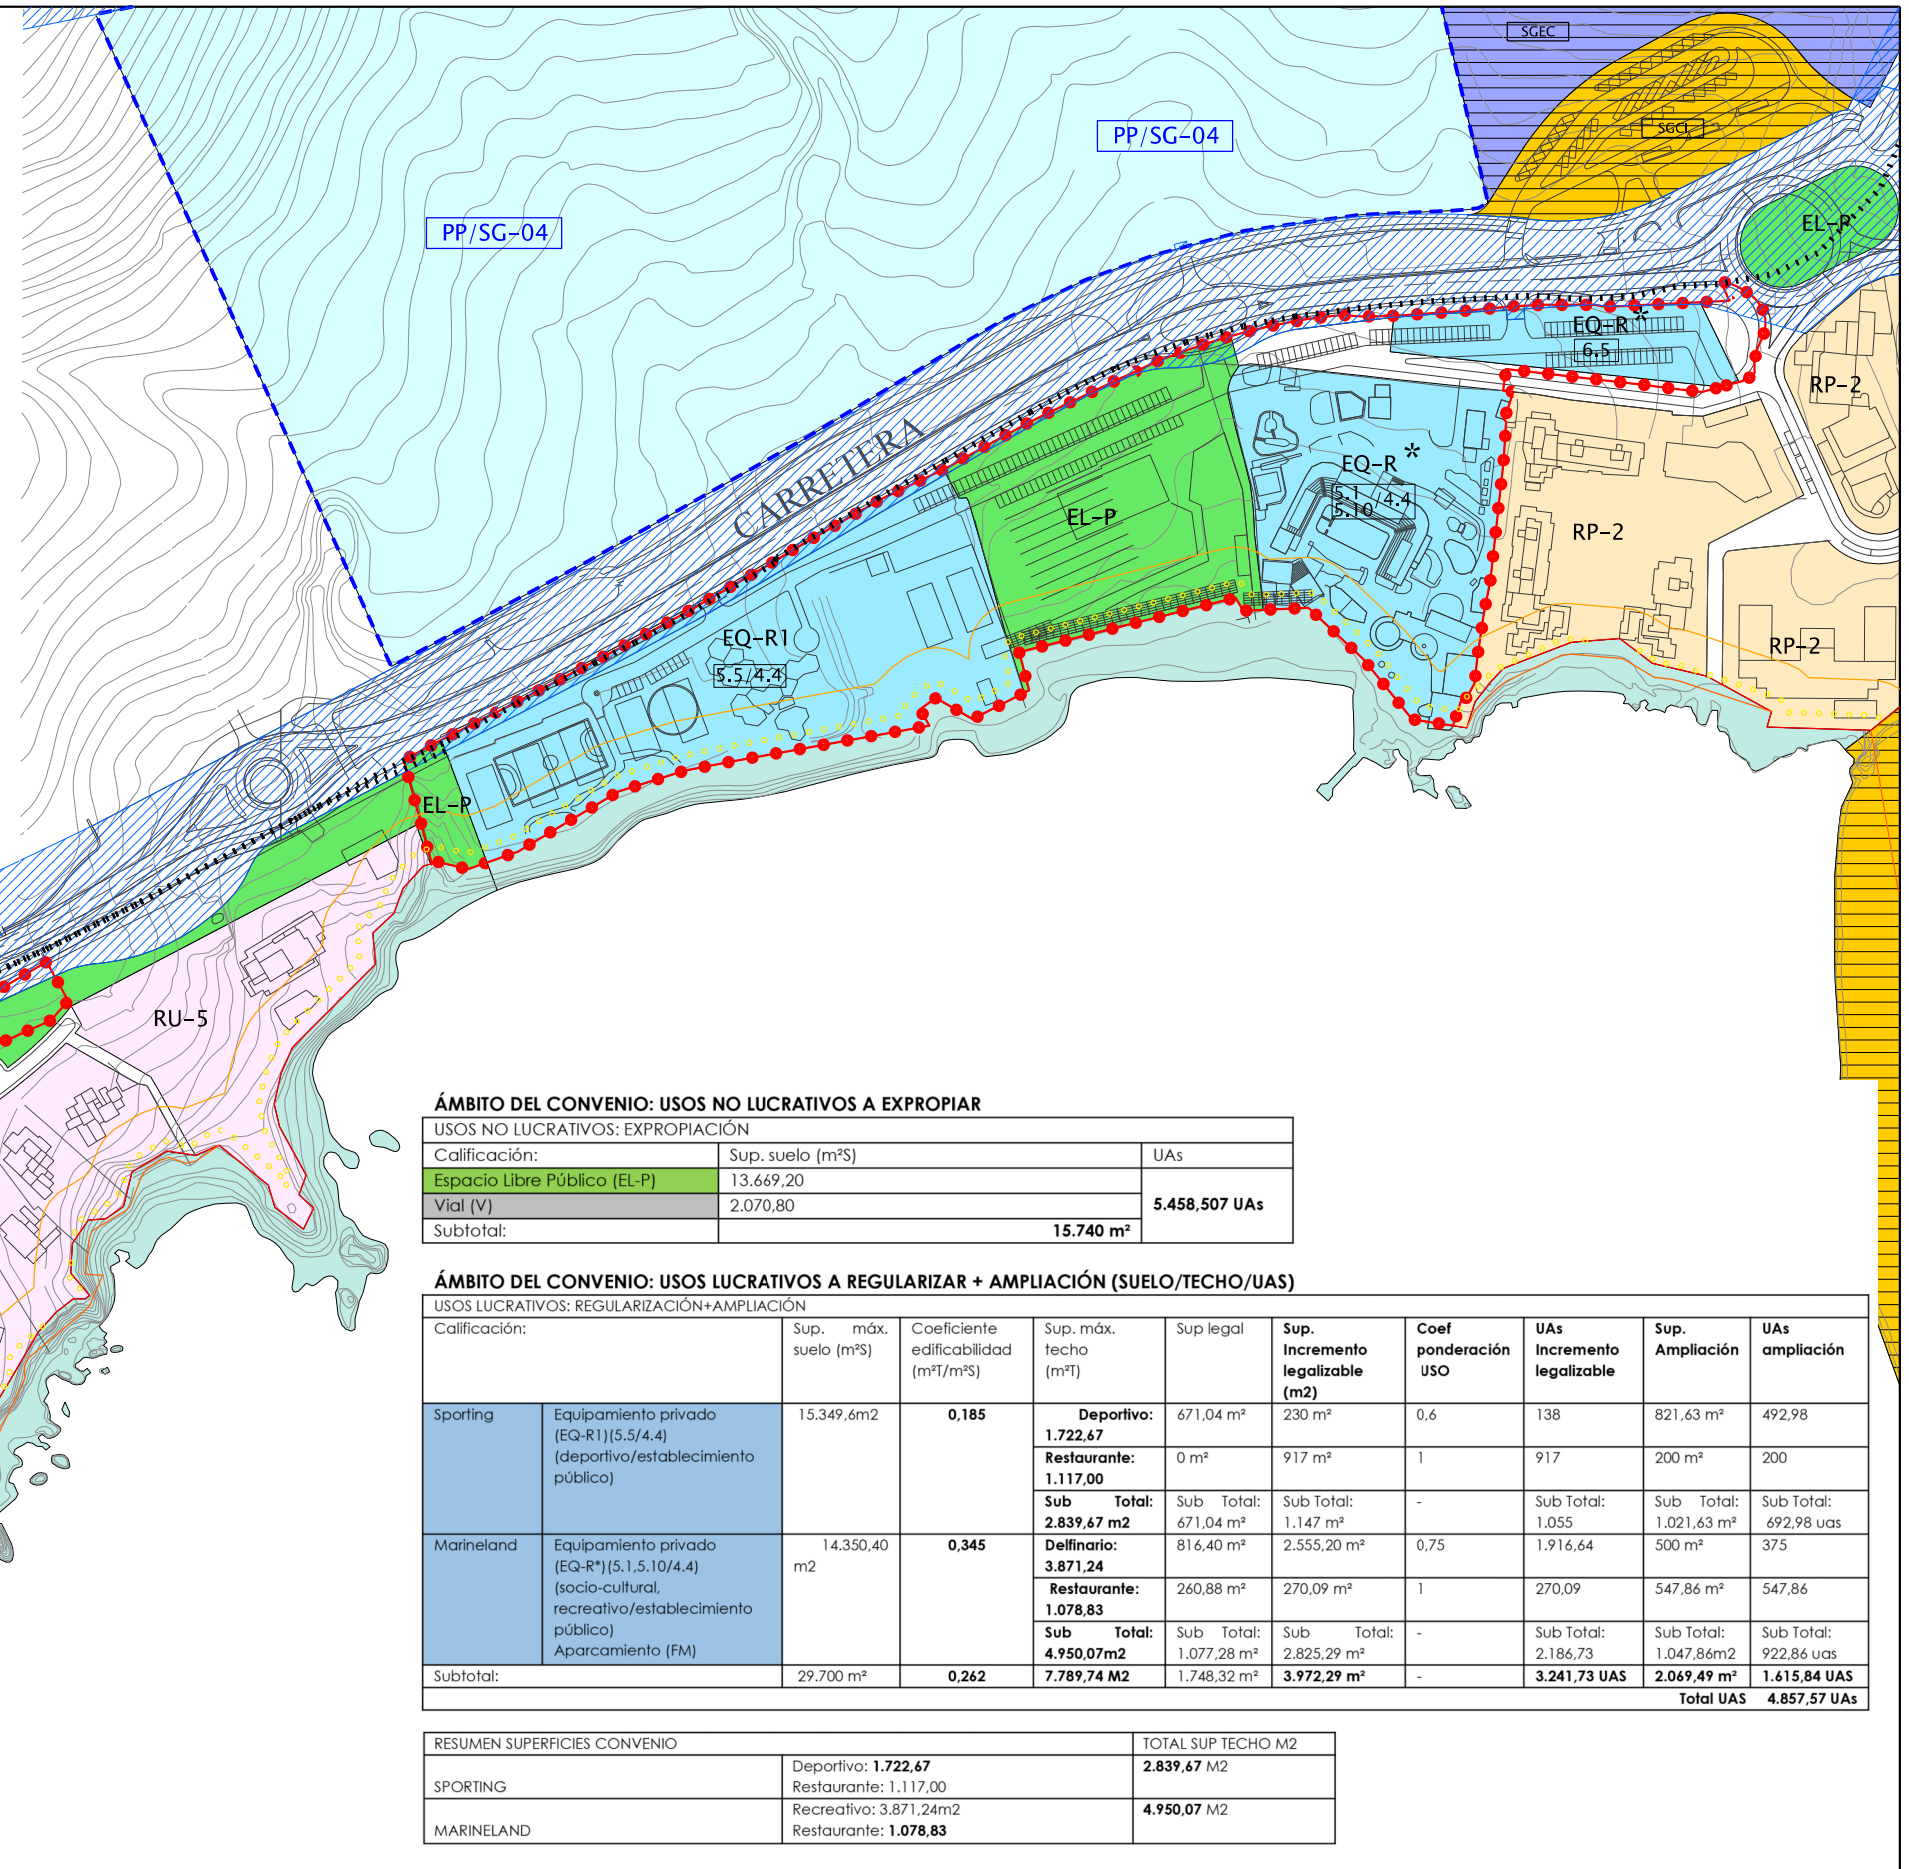 SGEC
SGCI
PP/SG-04
PP/SG-04
EL-P
EQ-R*
6.5
RP-2
CARRETERA
EQ-R *
5.1 /4.4
5.10
EL-P
RP-2
EQ-R1
5.5/4.4
RP-2
EL-P
RU-5
ÁMBITO DEL CONVENIO: USOS NO LUCRATIVOS A EXPROPIAR
USOS NO LUCRATIVOS: EXPROPIACIÓN
Calificación: Sup. suelo (m²S) UAs
Espacio Libre Público (EL-P) 13.669,20
Vial (V) 2.070,80 5.458,507 UAs
Subtotal: 15.740 m²
ÁMBITO DEL CONVENIO: USOS LUCRATIVOS A REGULARIZAR + AMPLIACIÓN (SUELO/TECHO/UAS)
USOS LUCRATIVOS: REGULARIZACIÓN+AMPLIACIÓN
Calificación: Sup. máx. Coeficiente Sup. máx. Sup legal Sup. Coef UAs Sup. UAs
suelo (m²S) edificabilidad techo Incremento ponderación Incremento Ampliación ampliación
(m²T/m²S) (m²T) legalizable USO legalizable
(m2)
Sporting Equipamiento privado 15.349,6m2 0,185 Deportivo: 671,04 m² 230 m² 0,6 138 821,63 m² 492,98
(EQ-R1)(5.5/4.4) 1.722,67
(deportivo/establecimiento Restaurante: 0 m² 917 m² 1 917 200 m² 200
público) 1.117,00
Sub Total: Sub Total: Sub Total: - Sub Total: Sub Total: Sub Total:
2.839,67 m2 671,04 m² 1.147 m² 1.055 1.021,63 m² 692,98 uas
Marineland Equipamiento privado 14.350,40 0,345 Delfinario: 816,40 m² 2.555,20 m² 0,75 1.916,64 500 m² 375
(EQ-R*)(5.1,5.10/4.4) m2 3.871,24
(socio-cultural, Restaurante: 260,88 m² 270,09 m² 1 270,09 547,86 m² 547,86
recreativo/establecimiento 1.078,83
público) Sub Total: Sub Total: Sub Total: - Sub Total: Sub Total: Sub Total:
Aparcamiento (FM) 4.950,07m2 1.077,28 m² 2.825,29 m² 2.186,73 1.047,86m2 922,86 uas
Subtotal: 29.700 m² 0,262 7.789,74 M2 1.748,32 m² 3.972,29 m² - 3.241,73 UAS 2.069,49 m² 1.615,84 UAS
Total UAS 4.857,57 UAs
RESUMEN SUPERFICIES CONVENIO TOTAL SUP TECHO M2
Deportivo: 1.722,67 2.839,67 M2
SPORTING Restaurante: 1.117,00
Recreativo: 3.871,24m2 4.950,07 M2
MARINELAND Restaurante: 1.078,83